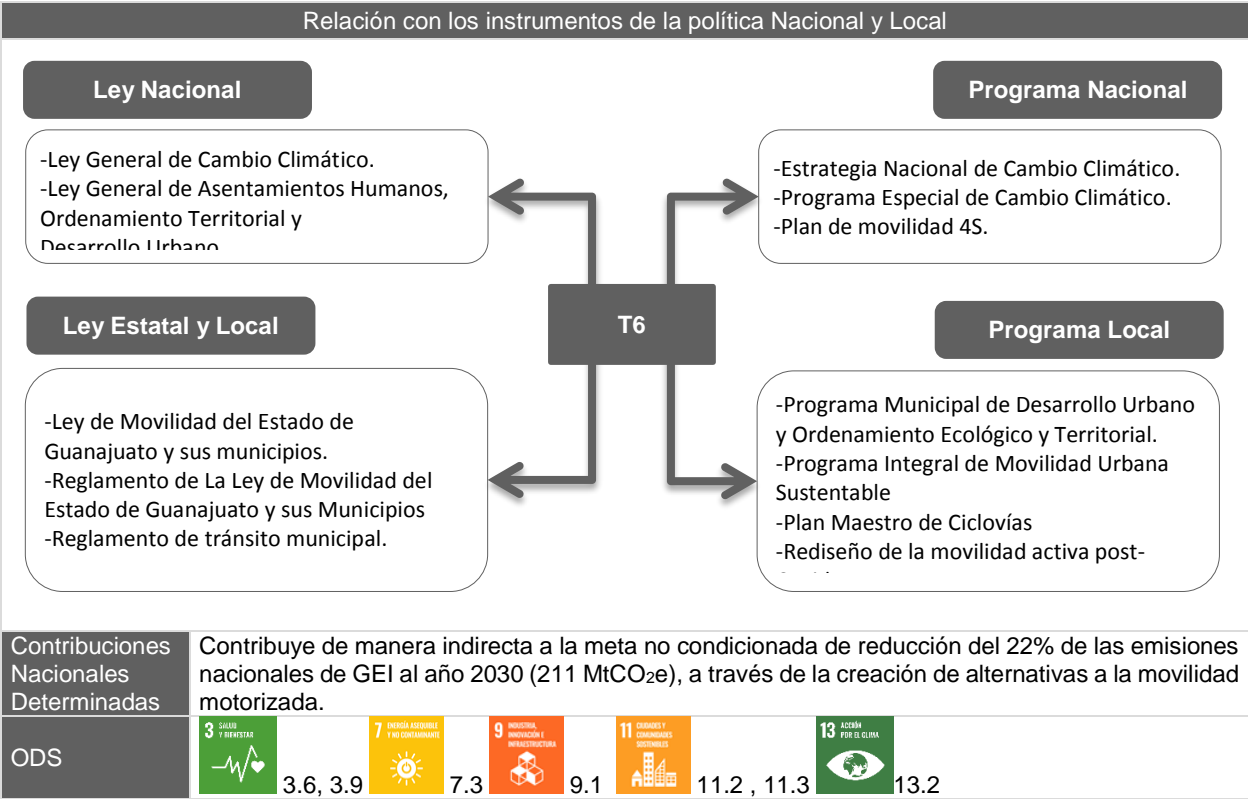 Relación con los instrumentos de la política Nacional y Local
Ley Nacional
-Ley General de Cambio Climático.
-Ley General de Asentamientos Humanos,
Ordenamiento Territorial y
Desarrollo Urbano
Programa Nacional
-Estrategia Nacional de Cambio Climático.
-Programa Especial de Cambio Climático.
-Plan de movilidad 4S.
T6
Ley Estatal y Local
-Ley de Movilidad del Estado de
Guanajuato y sus municipios.
-Reglamento de La Ley de Movilidad del
Estado de Guanajuato y sus Municipios
-Reglamento de tránsito municipal.
Programa Local
-Programa Municipal de Desarrollo Urbano
y Ordenamiento Ecológico y Territorial.
-Programa Integral de Movilidad Urbana
Sustentable
-Plan Maestro de Ciclovías
-Rediseño de la movilidad activa post-
Contribuciones
Nacionales
Determinadas
Contribuye de manera indirecta a la meta no condicionada de reducción del 22% de las emisiones
nacionales de GEI al año 2030 (211 MtCO₂e), a través de la creación de alternativas a la movilidad
motorizada.
ODS
3 SALUD
Y BIENESTAR
3.6, 3.9
7 ENERGÍA ASEQUIBLE
Y NO CONTAMINANTE
7.3
9 INDUSTRIA,
INNOVACIÓN E
INFRAESTRUCTURA
9.1
11 CIUDADES Y
COMUNIDADES
SOSTENIBLES
11.2 , 11.3
13 ACCIÓN
POR EL CLIMA
13.2